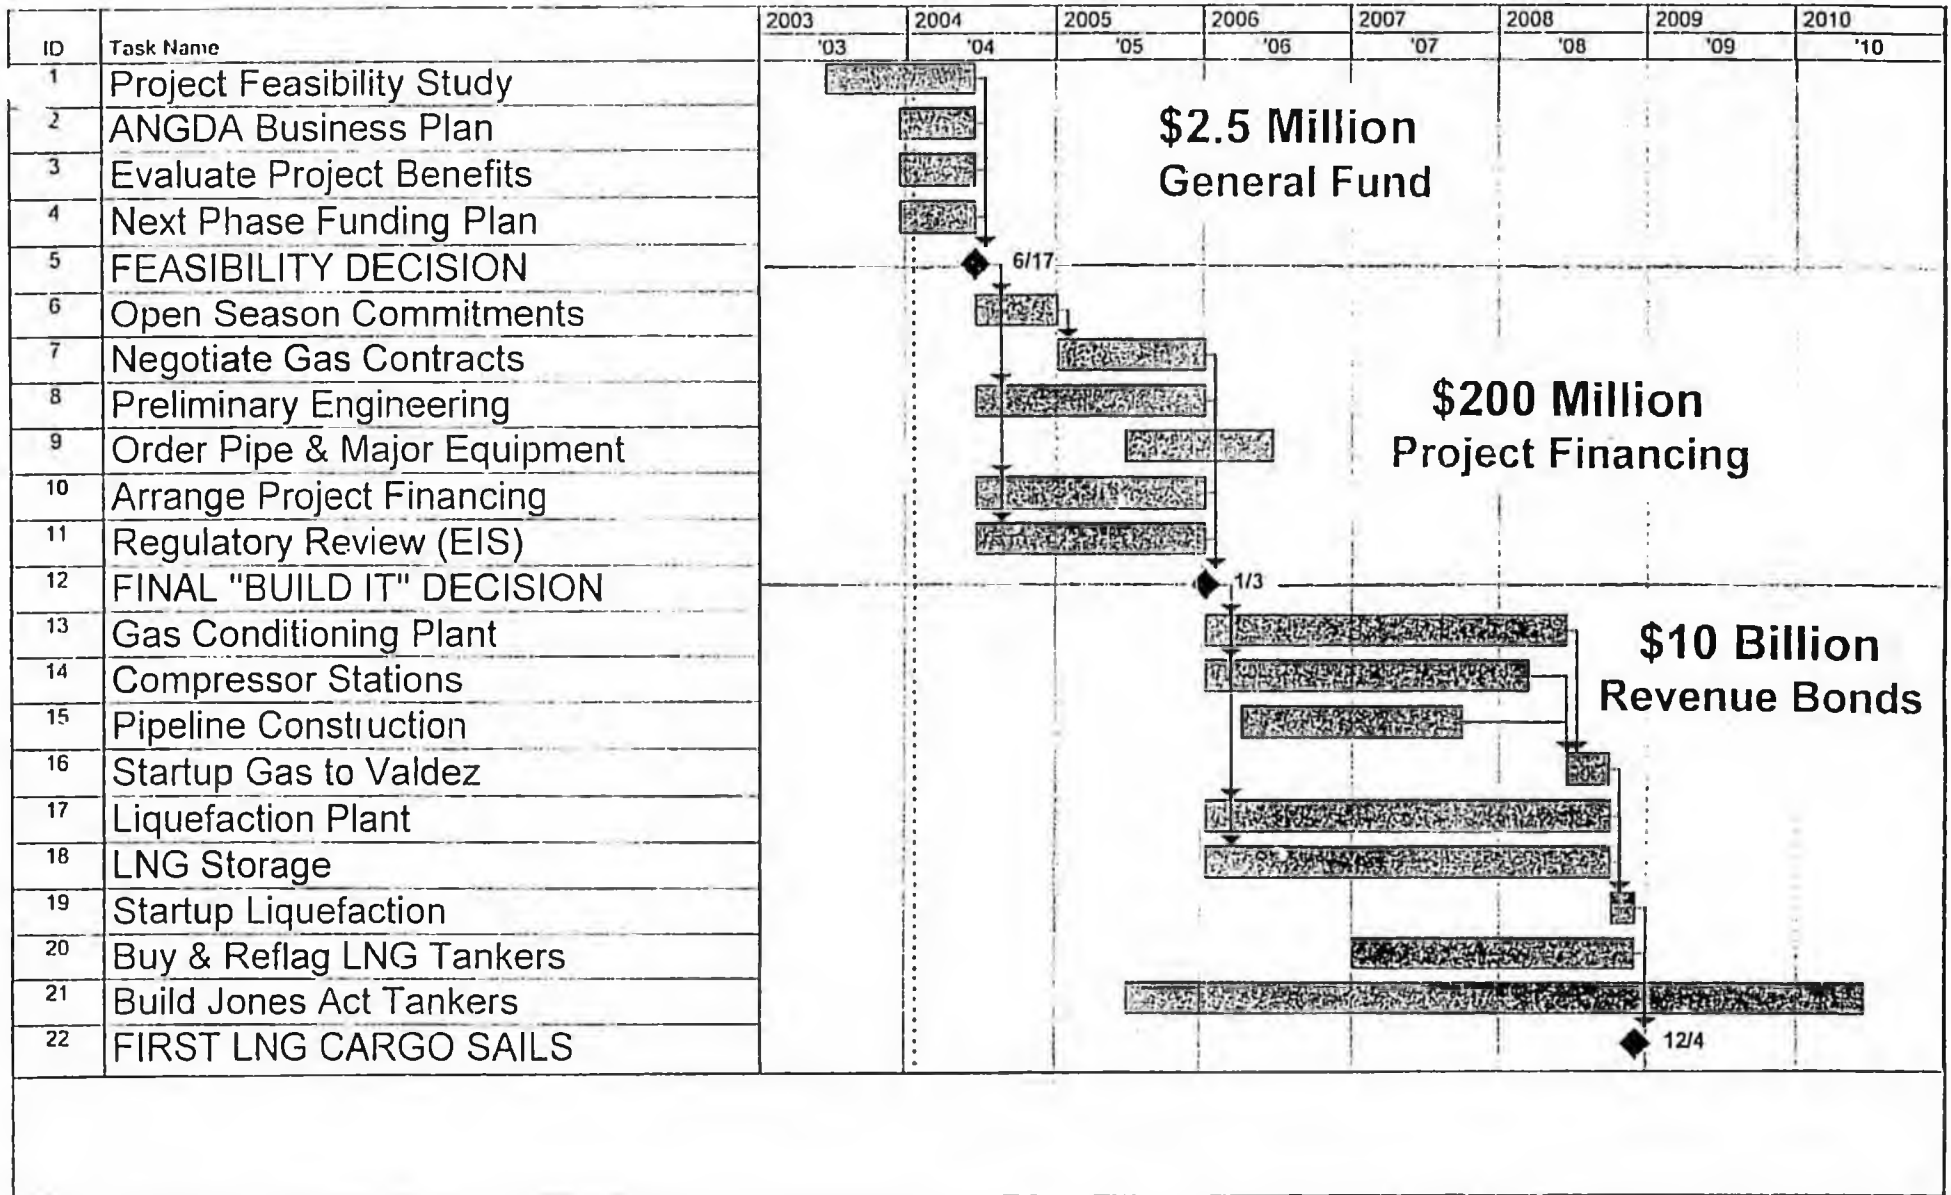 2003 2004 2005 2006 2007 2008 2009 2010
ID Task Name '03 '04 '05 '06 '07 '08 '09 '10
1 Project Feasibility Study
2 ANGDA Business Plan
3 Evaluate Project Benefits
4 Next Phase Funding Plan
$2.5 Million
General Fund
5 FEASIBILITY DECISION 6/17
6 Open Season Commitments
7 Negotiate Gas Contracts
8 Preliminary Engineering
9 Order Pipe & Major Equipment
10 Arrange Project Financing
11 Regulatory Review (EIS)
$200 Million
Project Financing
12 FINAL "BUILD IT" DECISION 1/3
13 Gas Conditioning Plant
14 Compressor Stations
15 Pipeline Construction
$10 Billion
Revenue Bonds
16 Startup Gas to Valdez
17 Liquefaction Plant
18 LNG Storage
19 Startup Liquefaction
20 Buy & Reflag LNG Tankers
21 Build Jones Act Tankers
22 FIRST LNG CARGO SAILS 12/4